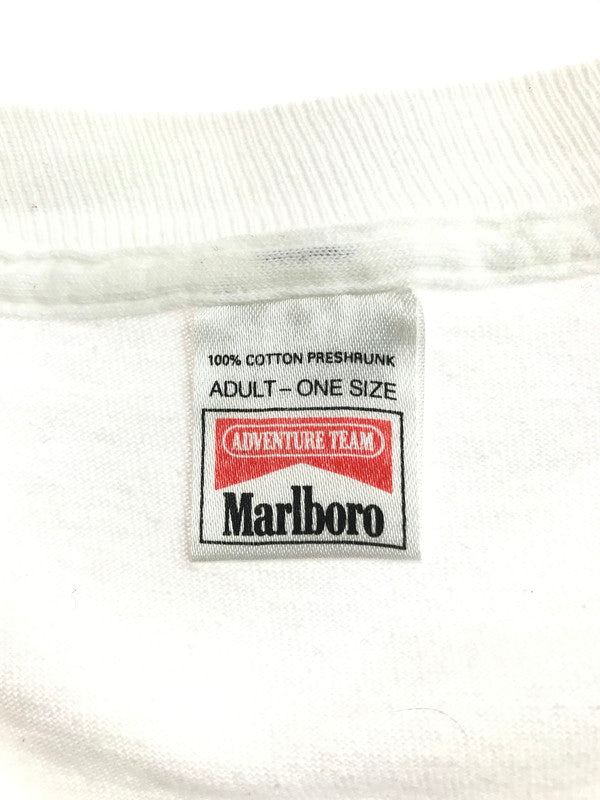 100% COTTON PRESHRUNK
ADULT – ONE SIZE
ADVENTURE TEAM
Marlboro